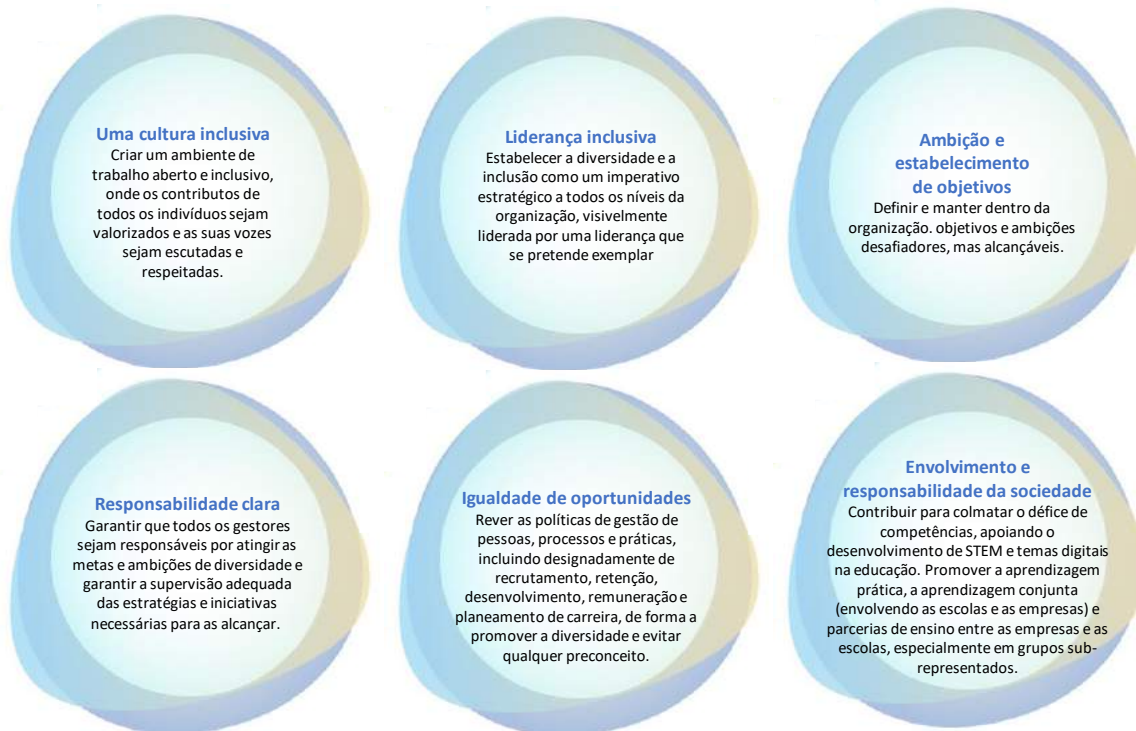 Uma cultura inclusiva
Criar um ambiente de
trabalho aberto e inclusivo,
onde os contributos de
todos os indivíduos sejam
valorizados e as suas vozes
sejam escutadas e
respeitadas.
Liderança inclusiva
Estabelecer a diversidade e a
inclusão como um imperativo
estratégico a todos os níveis da
organização, visivelmente
liderada por uma liderança que
se pretende exemplar
Ambição e
estabelecimento
de objetivos
Definir e manter dentro da
organização. objetivos e ambições
desafiadores, mas alcançáveis.
Responsabilidade clara
Garantir que todos os gestores
sejam responsáveis por atingir as
metas e ambições de diversidade e
garantir a supervisão adequada
das estratégias e iniciativas
necessárias para as alcançar.
Igualdade de oportunidades
Rever as políticas de gestão de
pessoas, processos e práticas,
incluindo designadamente de
recrutamento, retenção,
desenvolvimento, remuneração e
planeamento de carreira, de forma a
promover a diversidade e evitar
qualquer preconceito.
Envolvimento e
responsabilidade da sociedade
Contribuir para colmatar o défice de
competências, apoiando o
desenvolvimento de STEM e temas digitais
na educação. Promover a aprendizagem
prática, a aprendizagem conjunta
(envolvendo as escolas e as empresas) e
parcerias de ensino entre as empresas e as
escolas, especialmente em grupos sub-
representados.